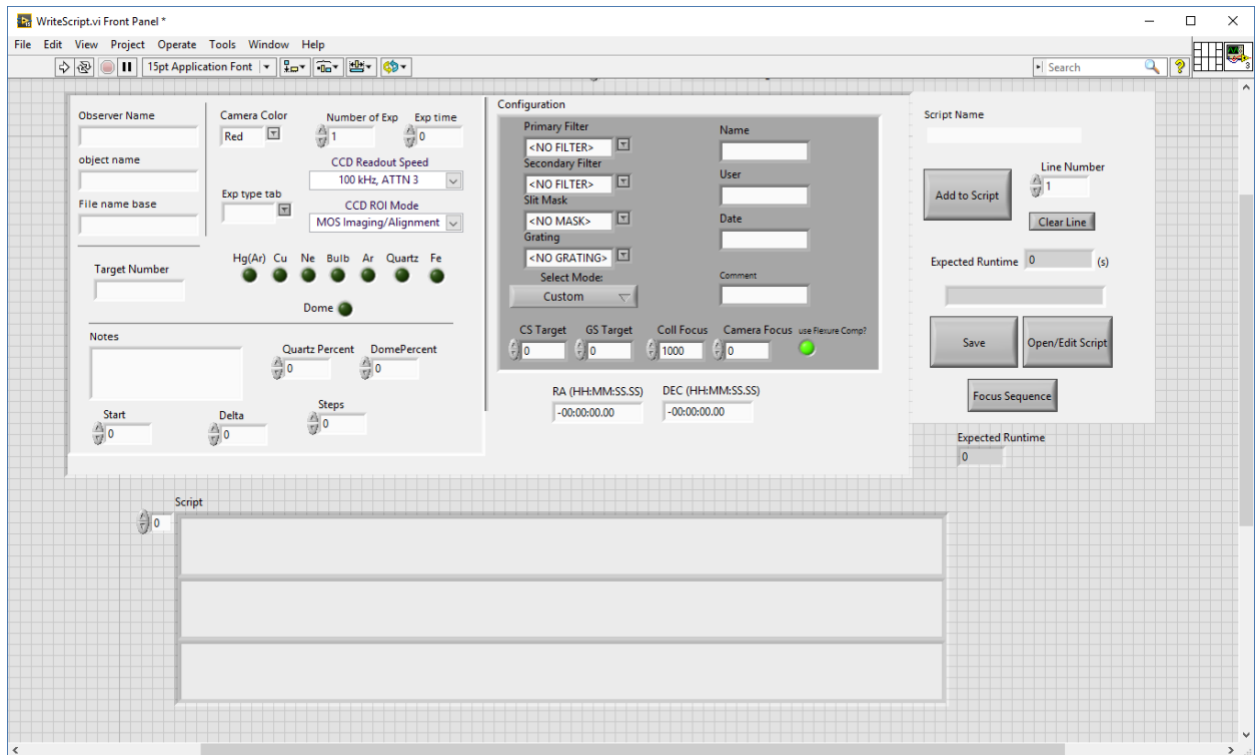 WriteScript.vi Front Panel *
File Edit View Project Operate Tools Window Help
15pt Application Font
Search
3
Observer Name
object name
File name base
Target Number
Camera Color
Red
Number of Exp
1
Exp time
0
CCD Readout Speed
100 kHz, ATTN 3
Exp type tab
CCD ROI Mode
MOS Imaging/Alignment
Hg(Ar) Cu Ne Bulb Ar Quartz Fe
Dome
Notes
Quartz Percent
0
DomePercent
0
Start
0
Delta
0
Steps
0
Configuration
Primary Filter
<NO FILTER>
Secondary Filter
<NO FILTER>
Slit Mask
<NO MASK>
Grating
<NO GRATING>
Select Mode:
Custom
Name
User
Date
Comment
CS Target
0
GS Target
0
Coll Focus
1000
Camera Focus
0
use Flexure Comp?
RA (HH:MM:SS.SS)
-00:00:00.00
DEC (HH:MM:SS.SS)
-00:00:00.00
Script Name
Add to Script
Line Number
1
Clear Line
Expected Runtime 0 (s)
Save
Open/Edit Script
Focus Sequence
Expected Runtime
0
Script
0